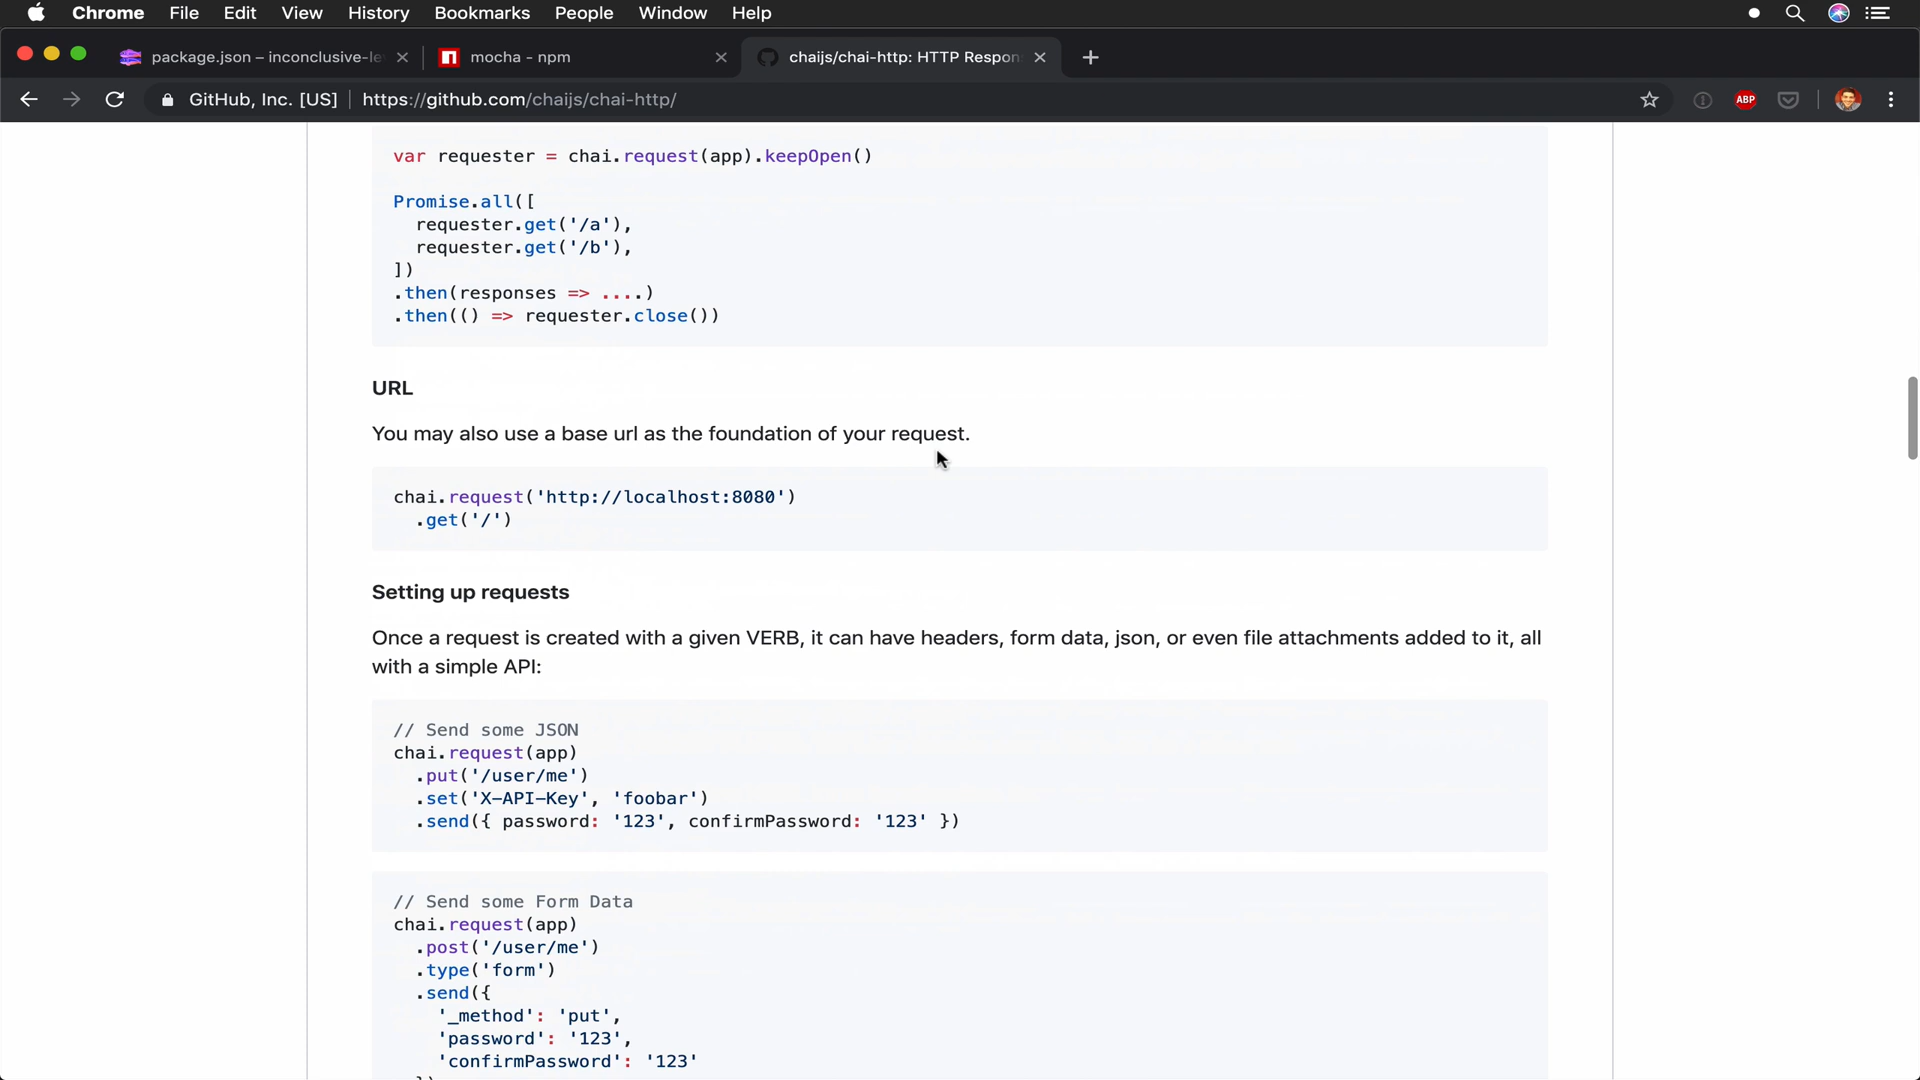 Chrome File Edit View History Bookmarks People Window Help
package.json – inconclusive-le
mocha - npm
chaijs/chai-http: HTTP Respon
GitHub, Inc. [US] | https://github.com/chaijs/chai-http/
ABP
var requester = chai.request(app).keepOpen()
Promise.all([
requester.get('/a'),
requester.get('/b'),
])
.then(responses => ....)
.then(() => requester.close())
URL
You may also use a base url as the foundation of your request.
chai.request('http://localhost:8080')
.get('/')
Setting up requests
Once a request is created with a given VERB, it can have headers, form data, json, or even file attachments added to it, all
with a simple API:
// Send some JSON
chai.request(app)
.put('/user/me')
.set('X-API-Key', 'foobar')
.send({ password: '123', confirmPassword: '123' })
// Send some Form Data
chai.request(app)
.post('/user/me')
.type('form')
.send({
'_method': 'put',
'password': '123',
'confirmPassword': '123'